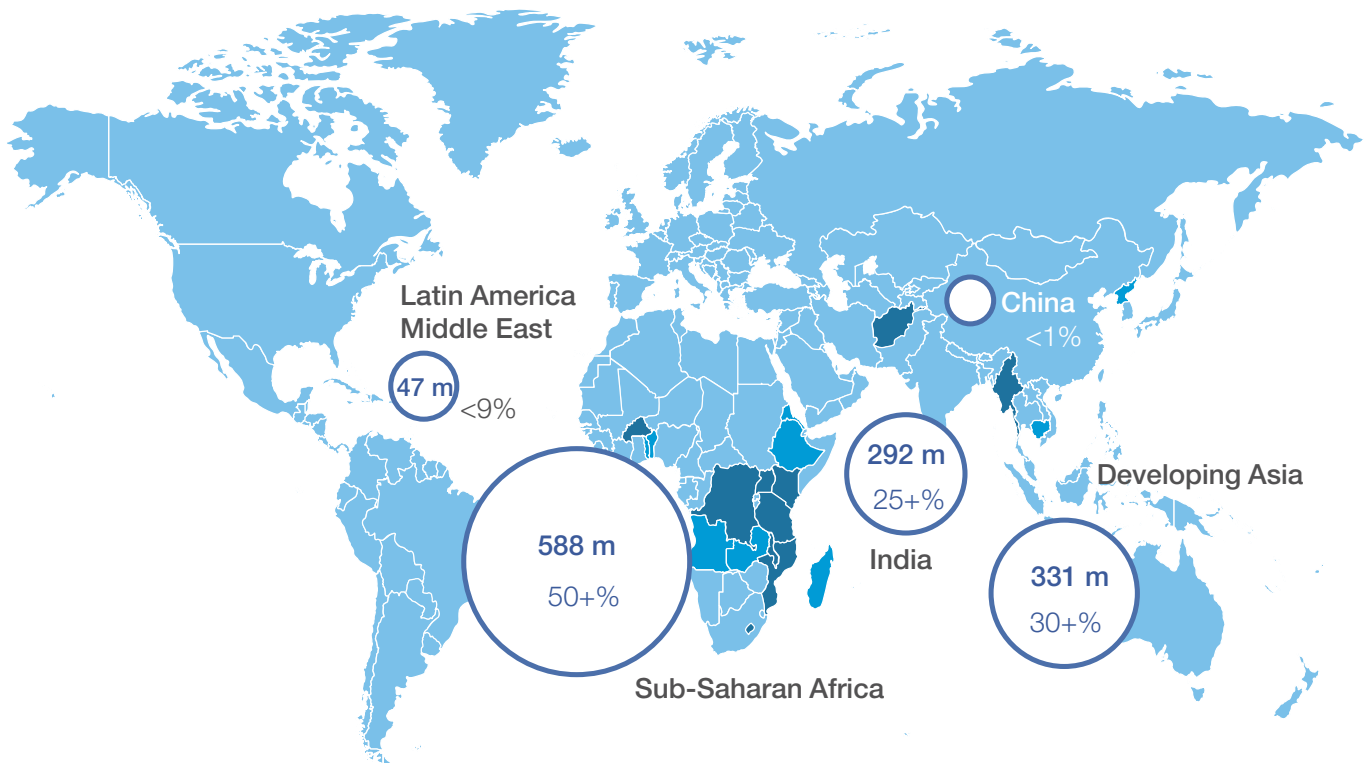 Latin America
Middle East
47 m
<9%
China
<1%
292 m
25+%
India
Developing Asia
331 m
30+%
588 m
50+%
Sub-Saharan Africa